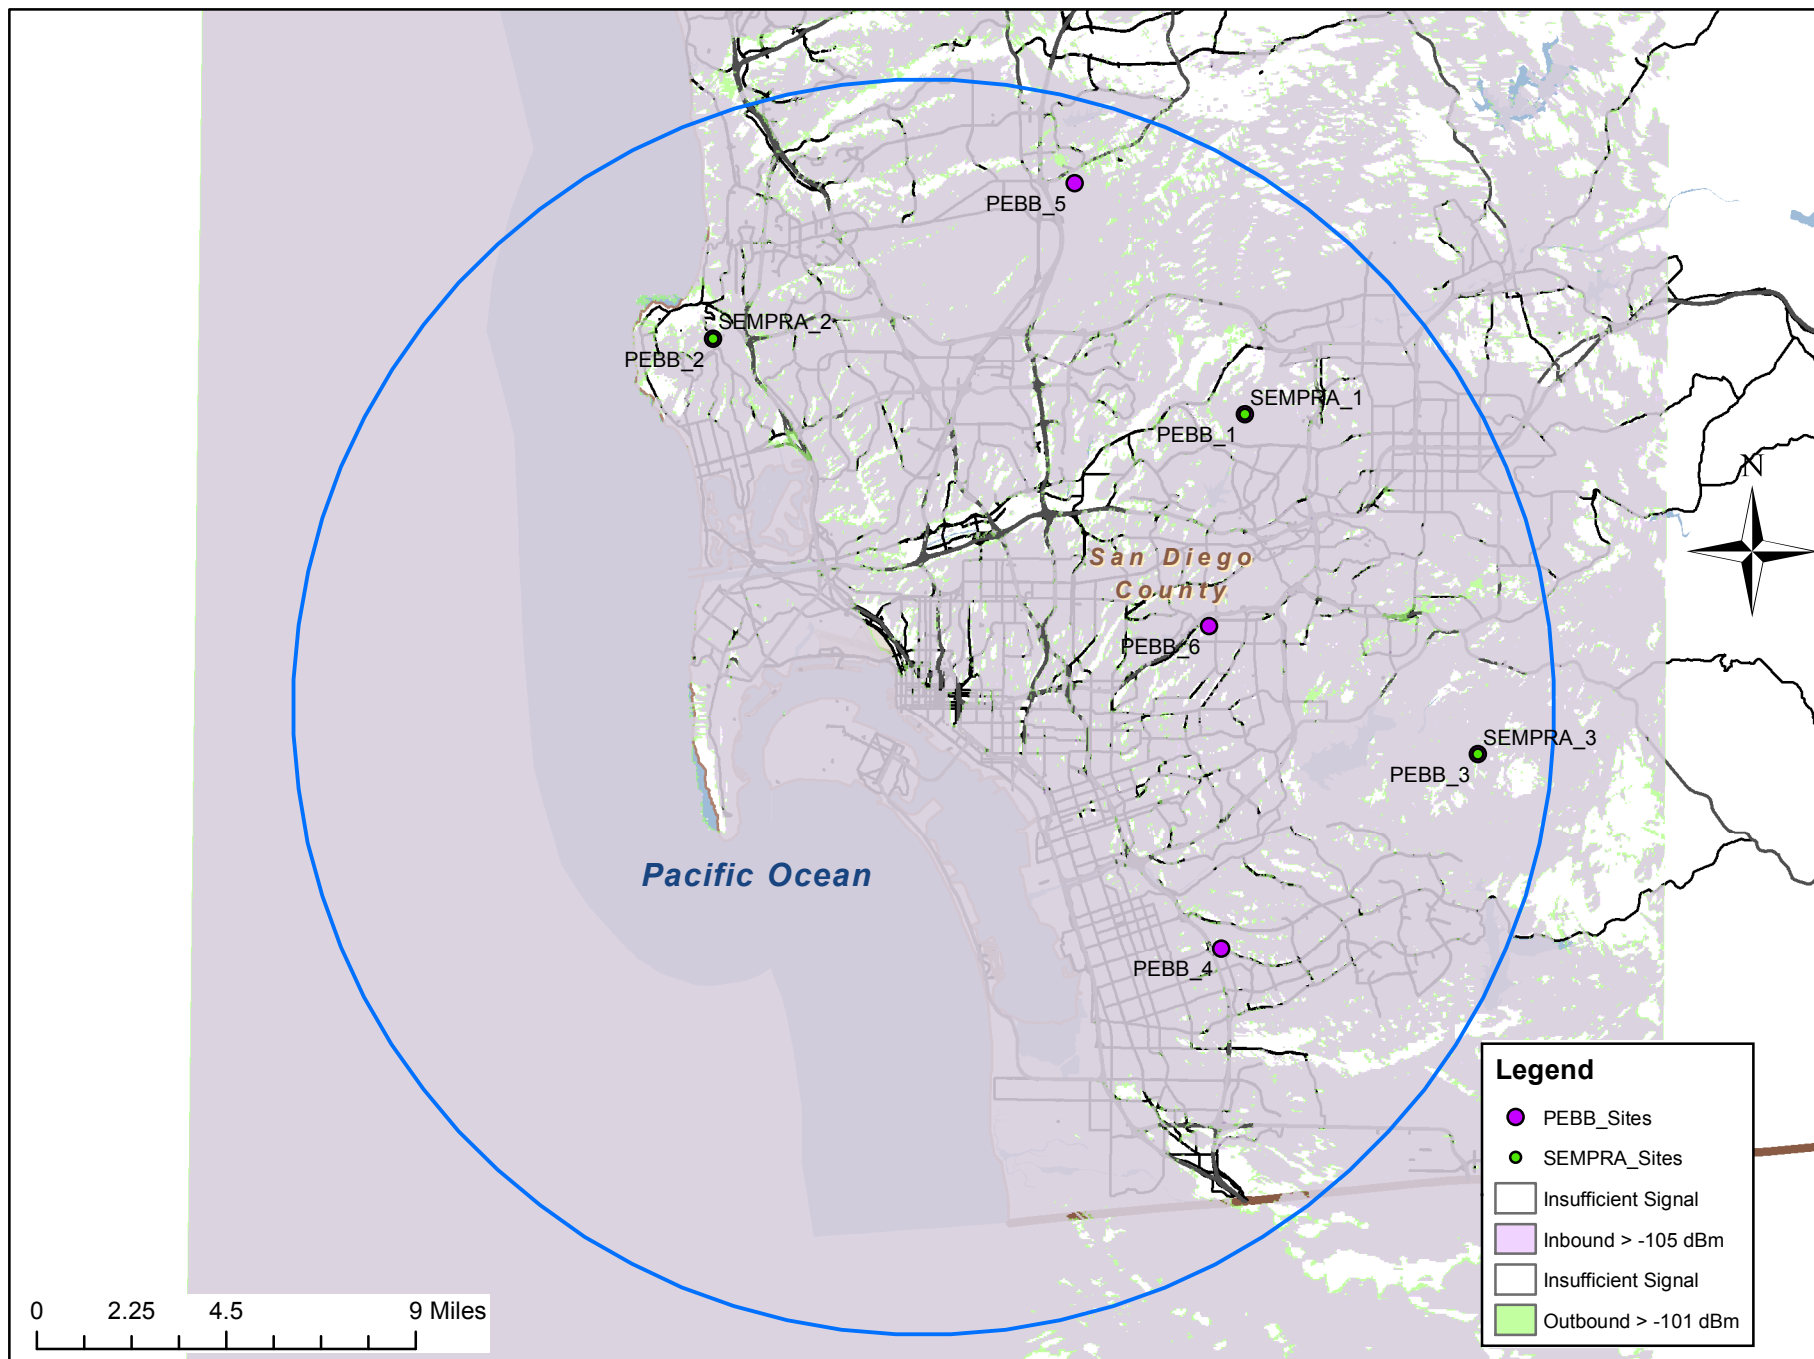 PEBB_5
SEMPRA_2
PEBB_2
SEMPRA_1
PEBB_1
N
San Diego
County
PEBB_6
SEMPRA_3
PEBB_3
Pacific Ocean
PEBB_4
Legend
PEBB_Sites
SEMPRA_Sites
Insufficient Signal
Inbound > -105 dBm
Insufficient Signal
Outbound > -101 dBm
0 2.25 4.5 9 Miles